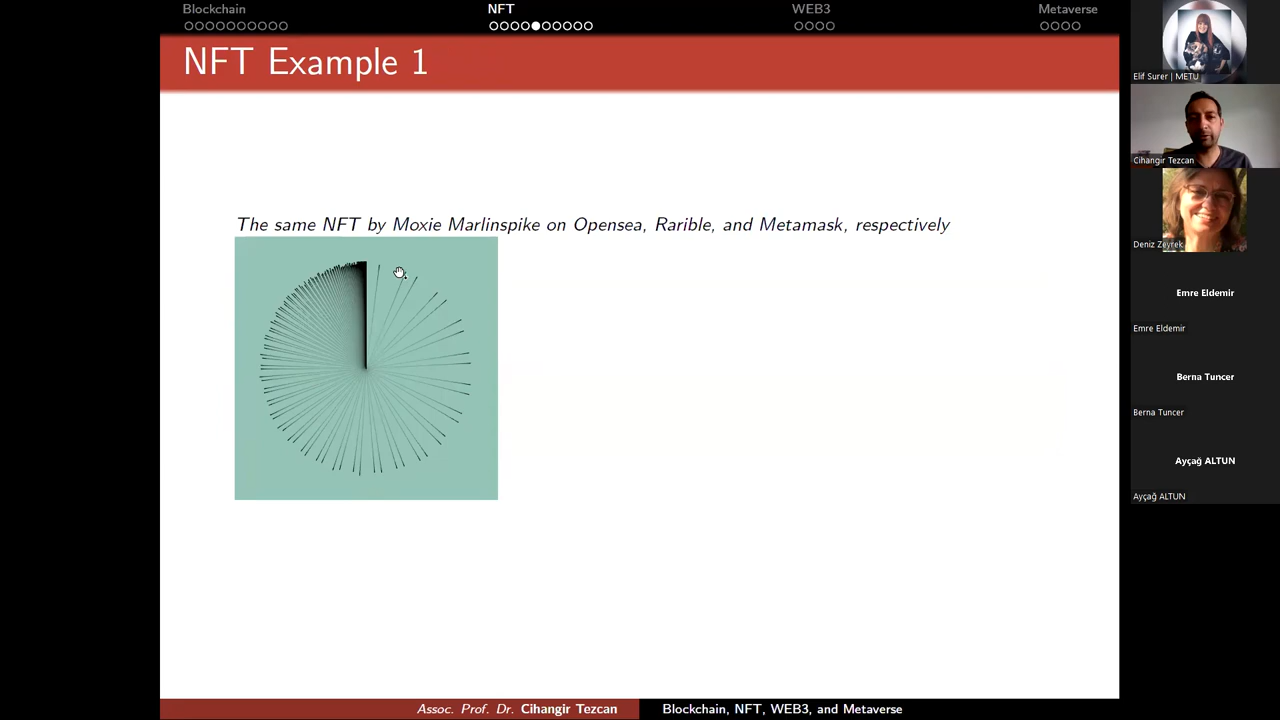 Blockchain NFT WEB3 Metaverse
NFT Example 1
The same NFT by Moxie Marlinspike on Opensea, Rarible, and Metamask, respectively
Assoc. Prof. Dr. Cihangir Tezcan Blockchain, NFT, WEB3, and Metaverse
Elif Surer | METU
Cihangir Tezcan
Deniz Zeyrek
Emre Eldemir
Emre Eldemir
Berna Tuncer
Berna Tuncer
Ayçağ ALTUN
Ayçağ ALTUN